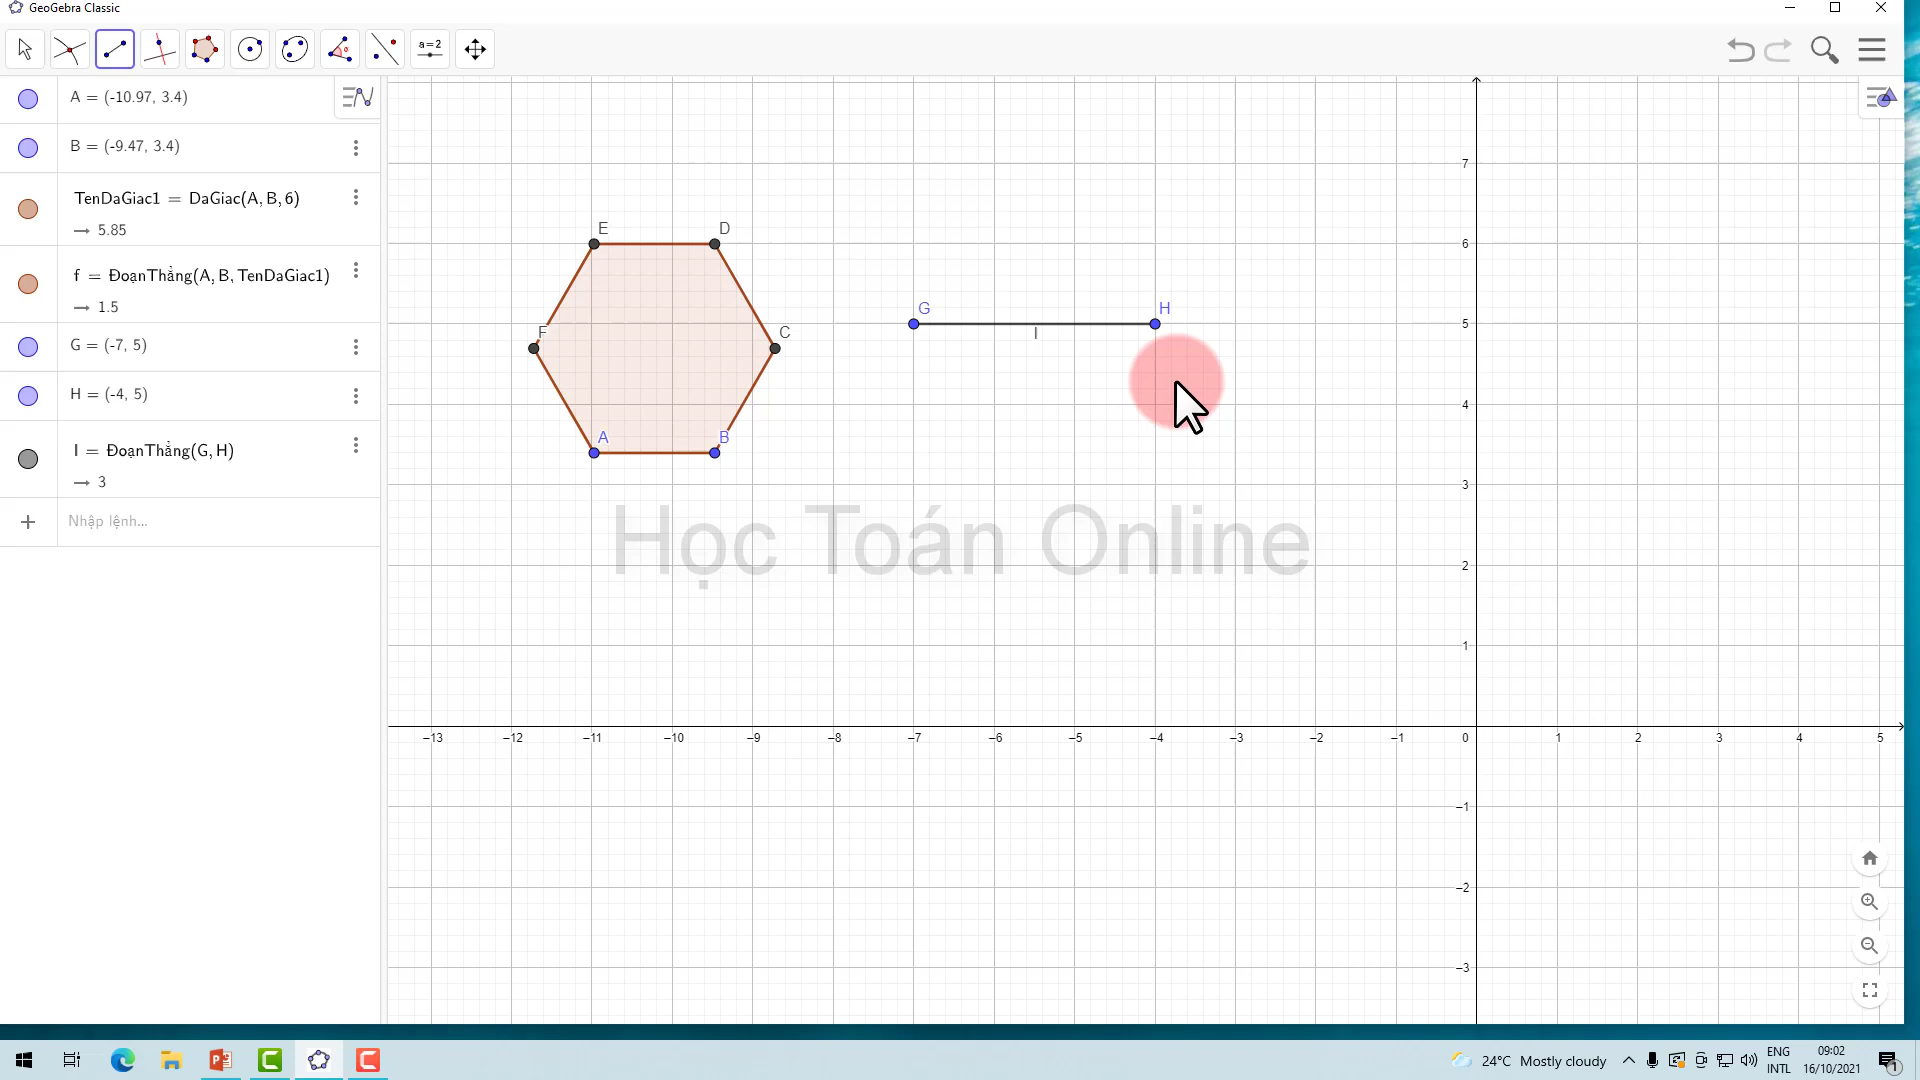 GeoGebra Classic
a=2
A = (-10.97, 3.4)
B = (-9.47, 3.4)
TenDaGiac1 = DaGiac(A, B, 6)
→ 5.85
f = ĐoạnThẳng(A, B, TenDaGiac1)
→ 1.5
G = (-7, 5)
H = (-4, 5)
I = ĐoạnThẳng(G, H)
→ 3
Nhập lệnh...
E
D
F
C
A
B
G
H
I
Học Toán Online
7
6
5
4
3
2
1
−13
−12
−11
−10
−9
−8
−7
−6
−5
−4
−3
−2
−1
0
1
2
3
4
5
−1
−2
−3
24°C Mostly cloudy
ENG
INTL
09:02
16/10/2021
1